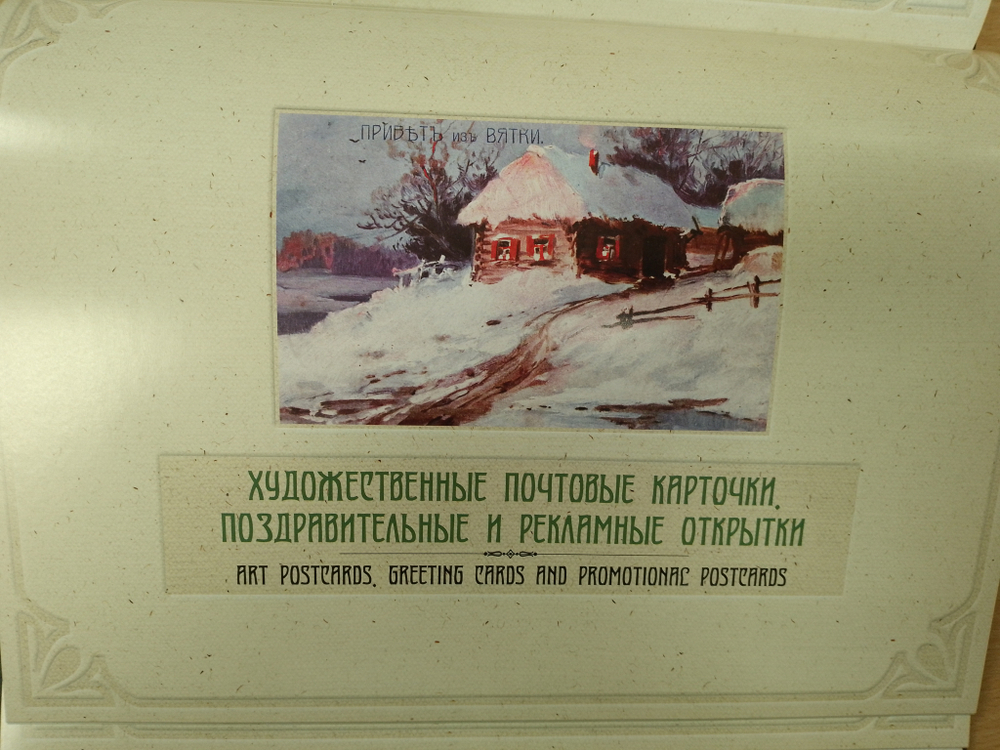 ПРИВѢТЪ изъ ВЯТКИ.
ХУДОЖЕСТВЕННЫЕ ПОЧТОВЫЕ КАРТОЧКИ,
ПОЗДРАВИТЕЛЬНЫЕ И РЕКЛАМНЫЕ ОТКРЫТКИ
ART POSTCARDS, GREETING CARDS AND PROMOTIONAL POSTCARDS